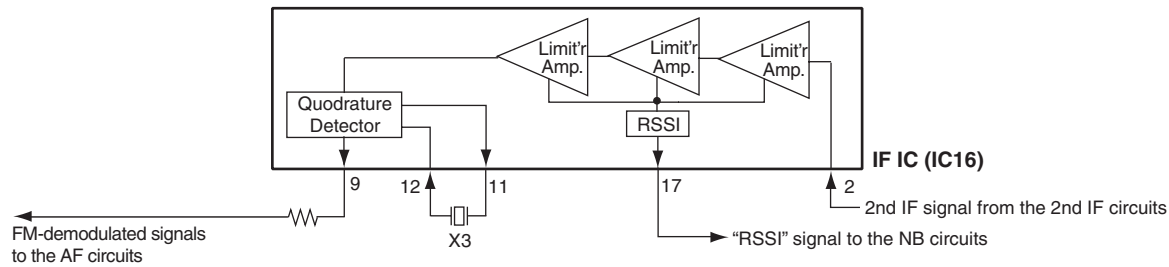 Limit'r
Amp.
Limit'r
Amp.
Limit'r
Amp.
Quodrature
Detector
RSSI
IF IC (IC16)
9
12
11
17
2
X3
2nd IF signal from the 2nd IF circuits
FM-demodulated signals
to the AF circuits
“RSSI” signal to the NB circuits